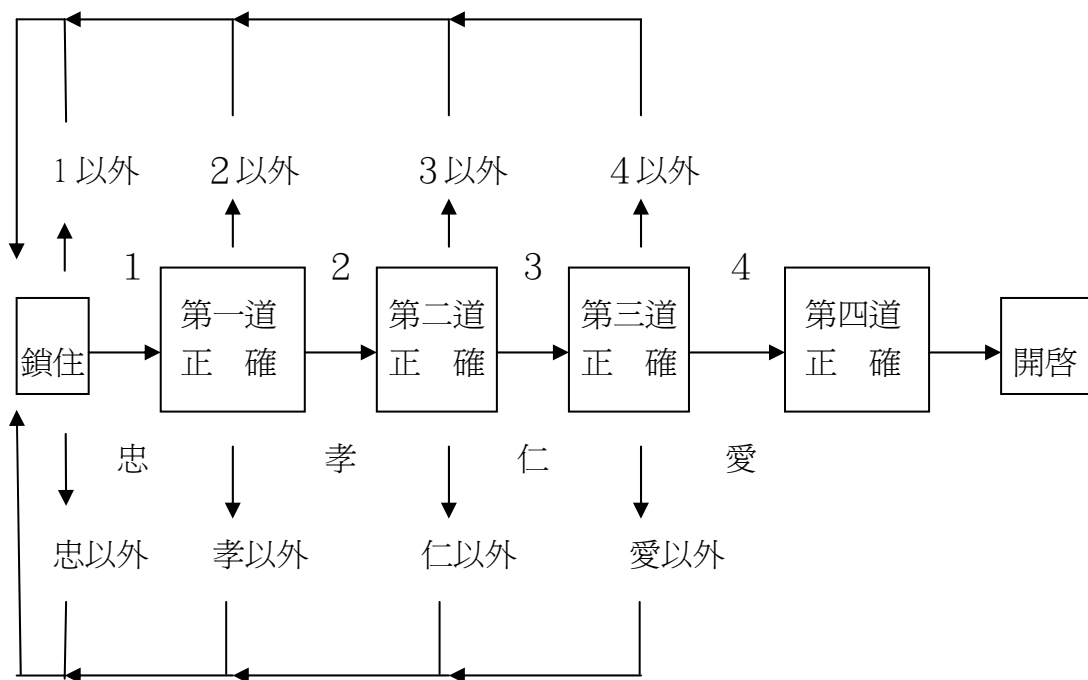 1以外 2以外 3以外 4以外
1 2 3 4
第一道 第二道 第三道 第四道
鎖住 正 確 正 確 正 確 正 確 開啓
忠 孝 仁 愛
忠以外 孝以外 仁以外 愛以外